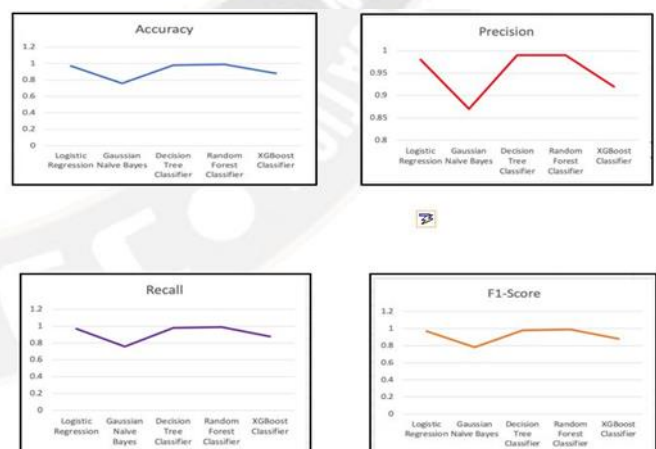 Accuracy
1.2
1
0.8
0.6
0.4
0.2
0
Logistic Gaussian Decision Random XGBoost
Regression Naïve Bayes Tree Forest Classifier
Classifier Classifier
Precision
1
0.95
0.9
0.85
0.8
Logistic Gaussian Decision Random XGBoost
Regression Naïve Bayes Tree Forest Classifier
Classifier Classifier
Recall
1.2
1
0.8
0.6
0.4
0.2
0
Logistic Gaussian Decision Random XGBoost
Regression Naïve Tree Forest Classifier
Bayes Classifier Classifier
F1-Score
1.2
1
0.8
0.6
0.4
0.2
0
Logistic Gaussian Decision Random XGBoost
Regression Naïve Bayes Tree Forest Classifier
Classifier Classifier